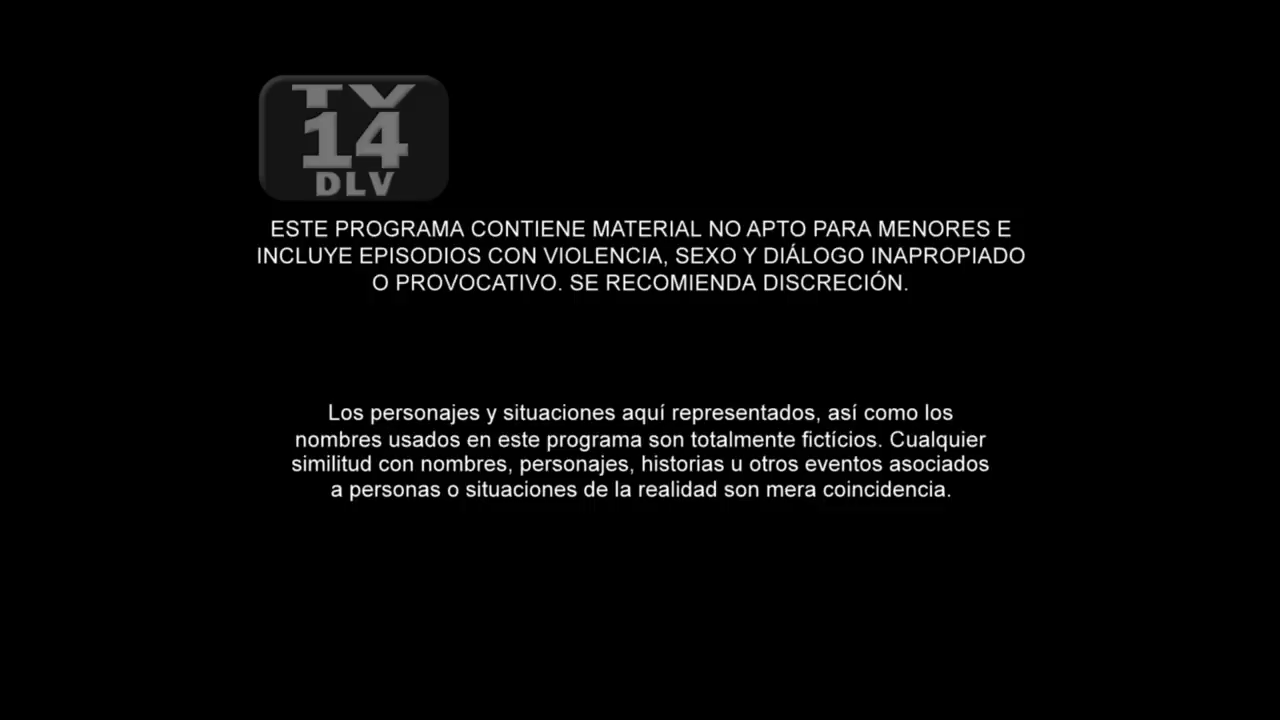 TV
14
DLV
ESTE PROGRAMA CONTIENE MATERIAL NO APTO PARA MENORES E
INCLUYE EPISODIOS CON VIOLENCIA, SEXO Y DIÁLOGO INAPROPIADO
O PROVOCATIVO. SE RECOMIENDA DISCRECIÓN.
Los personajes y situaciones aquí representados, así como los
nombres usados en este programa son totalmente fictícios. Cualquier
similitud con nombres, personajes, historias u otros eventos asociados
a personas o situaciones de la realidad son mera coincidencia.